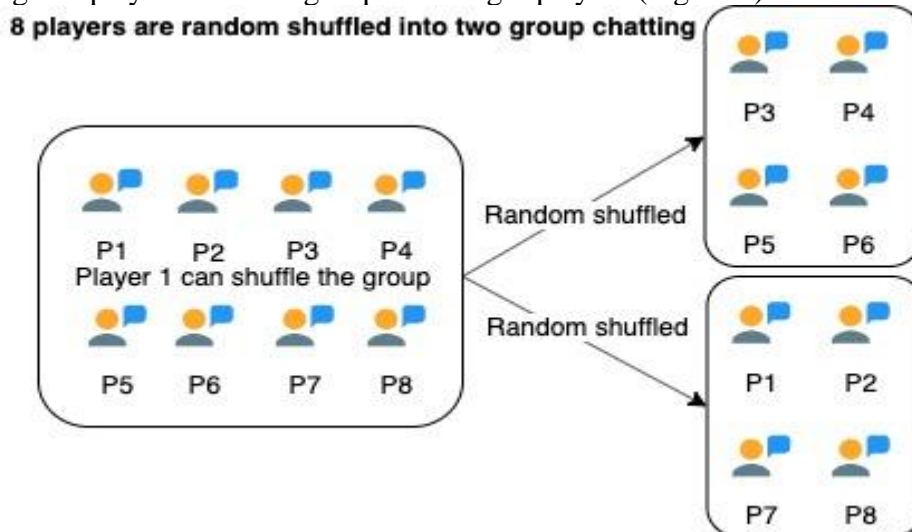 8 players are random shuffled into two group chatting
P3 P4
P5 P6
P1 P2 P3 P4
Player 1 can shuffle the group
P5 P6 P7 P8
Random shuffled
Random shuffled
P1 P2
P7 P8